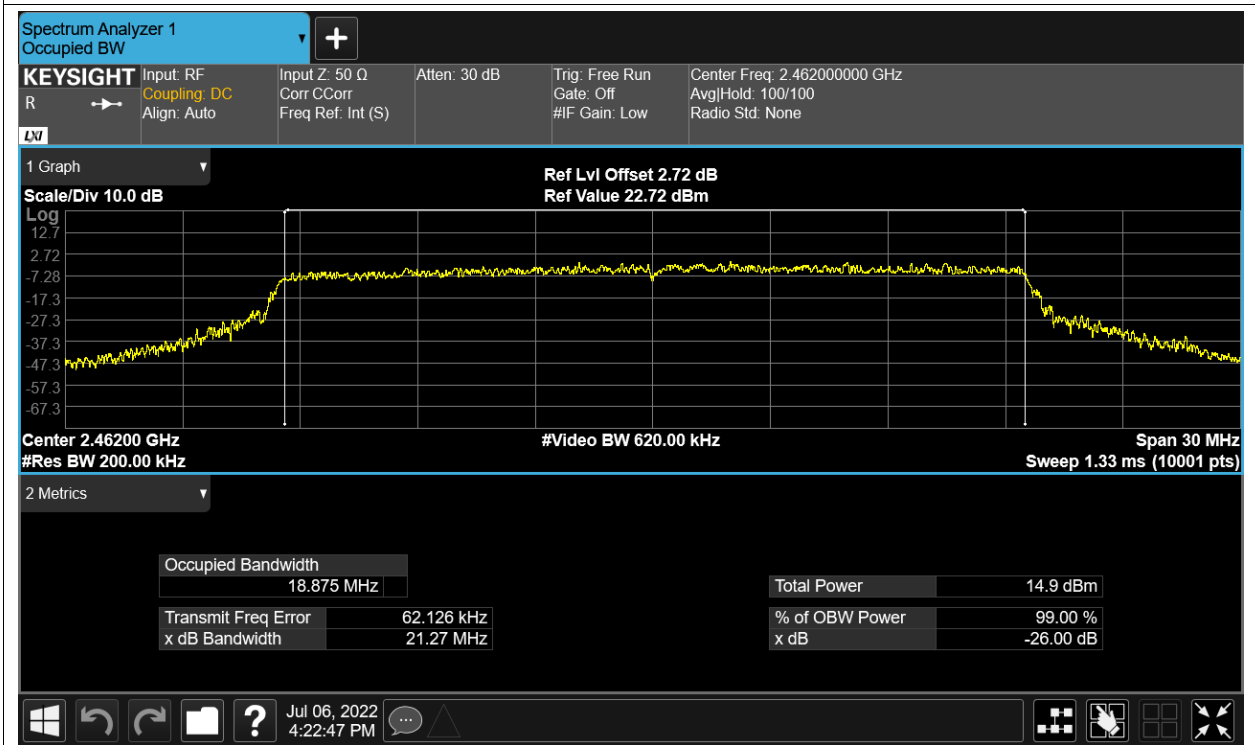 Spectrum Analyzer 1
Occupied BW
KEYSIGHT
R
LXI
Input: RF
Coupling: DC
Align: Auto
Input Z: 50 Ω
Corr CCorr
Freq Ref: Int (S)
Atten: 30 dB
Trig: Free Run
Gate: Off
#IF Gain: Low
Center Freq: 2.462000000 GHz
Avg|Hold: 100/100
Radio Std: None
1 Graph
Scale/Div 10.0 dB
Ref Lvl Offset 2.72 dB
Ref Value 22.72 dBm
Log
12.7
2.72
-7.28
-17.3
-27.3
-37.3
-47.3
-57.3
-67.3
Center 2.46200 GHz
#Video BW 620.00 kHz
Span 30 MHz
#Res BW 200.00 kHz
Sweep 1.33 ms (10001 pts)
2 Metrics
Occupied Bandwidth
18.875 MHz
Total Power 14.9 dBm
Transmit Freq Error 62.126 kHz
% of OBW Power 99.00 %
x dB Bandwidth 21.27 MHz
x dB -26.00 dB
?
Jul 06, 2022
4:22:47 PM